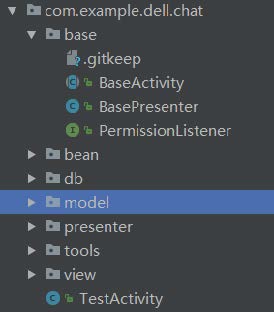 com.example.dell.chat
base
.gitkeep
BaseActivity
BasePresenter
PermissionListener
bean
db
model
presenter
tools
view
TestActivity